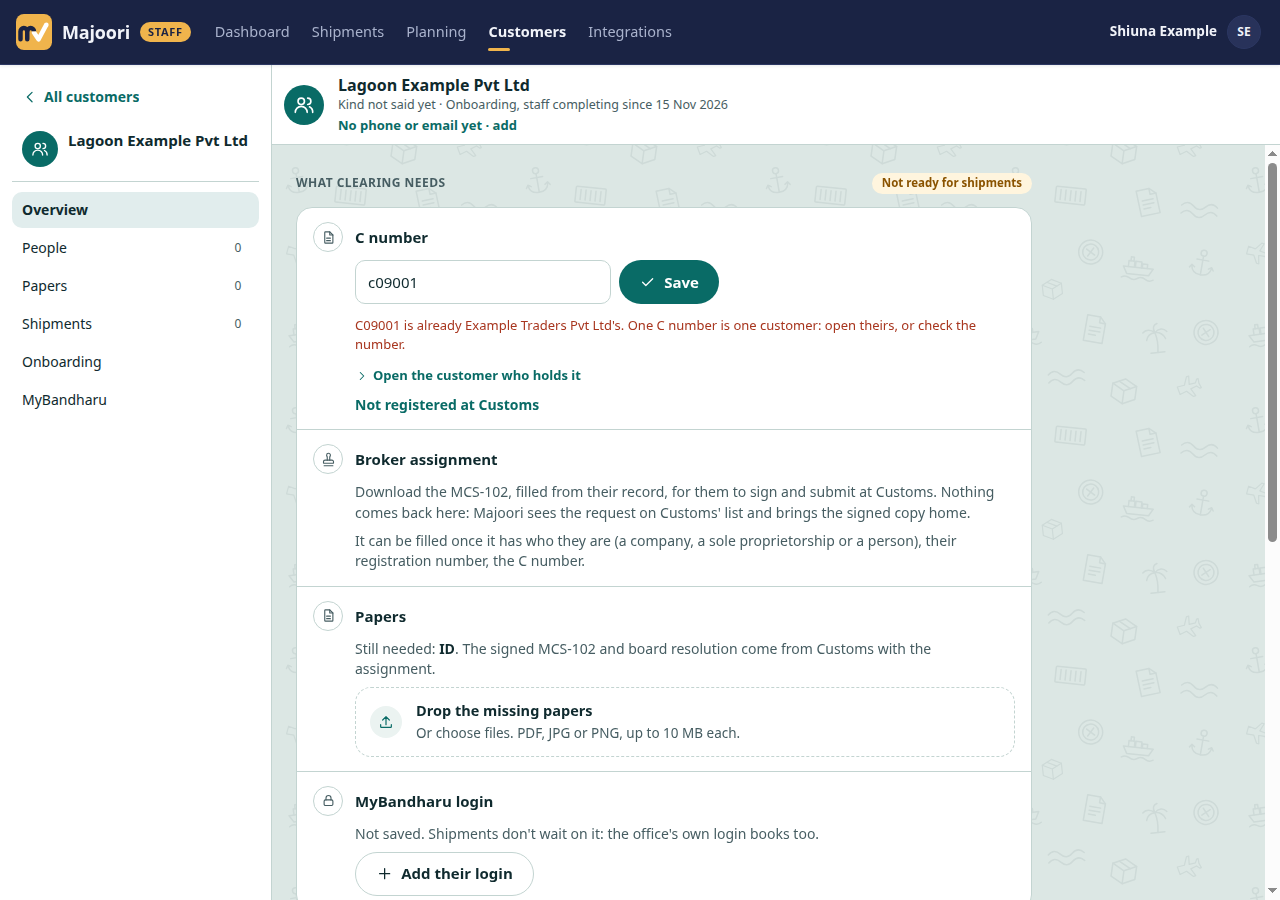 Majoori
STAFF
Dashboard
Shipments
Planning
Customers
Integrations
Shiuna Example
SE
All customers
Lagoon Example Pvt Ltd
Overview
People 0
Papers 0
Shipments 0
Onboarding
MyBandharu
Lagoon Example Pvt Ltd
Kind not said yet · Onboarding, staff completing since 15 Nov 2026
No phone or email yet · add
WHAT CLEARING NEEDS
Not ready for shipments
C number
c09001
Save
C09001 is already Example Traders Pvt Ltd's. One C number is one customer: open theirs, or check the
number.
Open the customer who holds it
Not registered at Customs
Broker assignment
Download the MCS-102, filled from their record, for them to sign and submit at Customs. Nothing
comes back here: Majoori sees the request on Customs' list and brings the signed copy home.
It can be filled once it has who they are (a company, a sole proprietorship or a person), their
registration number, the C number.
Papers
Still needed: ID. The signed MCS-102 and board resolution come from Customs with the
assignment.
Drop the missing papers
Or choose files. PDF, JPG or PNG, up to 10 MB each.
MyBandharu login
Not saved. Shipments don't wait on it: the office's own login books too.
Add their login